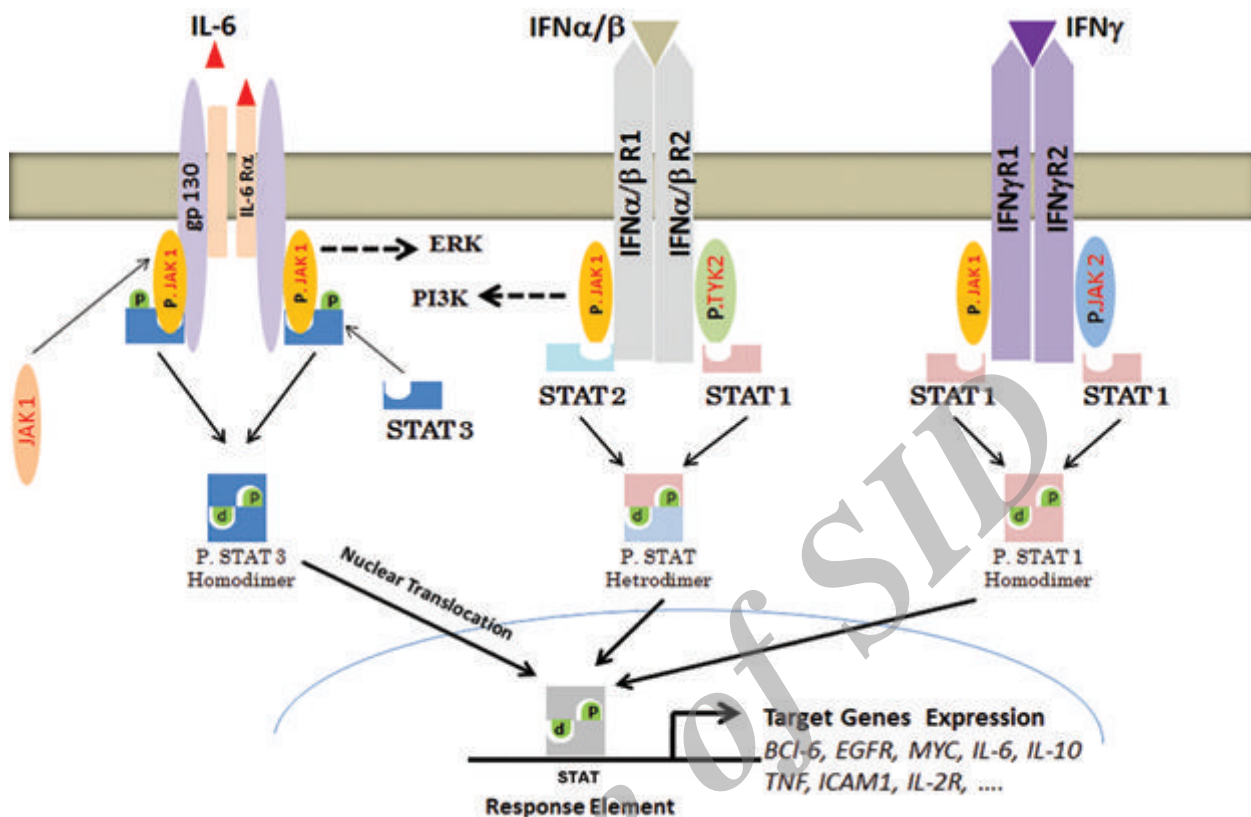 IL-6
IFNα/β
IFNγ
gp 130
IL-6 Rα
IFNα/β R1
IFNα/β R2
IFNγR1
IFNγR2
P. JAK 1
P. JAK 1
ERK
PI3K
P. JAK 1
P.TYK2
P. JAK 1
P.JAK 2
P
P
JAK 1
STAT 3
STAT 2
STAT 1
STAT 1
STAT 1
P
d
P
d
P
d
P. STAT 3
Homodimer
P. STAT
Hetrodimer
P. STAT 1
Homodimer
Nuclear Translocation
P
d
STAT
Response Element
Target Genes Expression
BCl-6, EGFR, MYC, IL-6, IL-10
TNF, ICAM1, IL-2R, ....
of SID